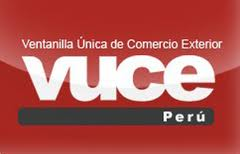 Ventanilla Única de Comercio Exterior
vuce
Perú